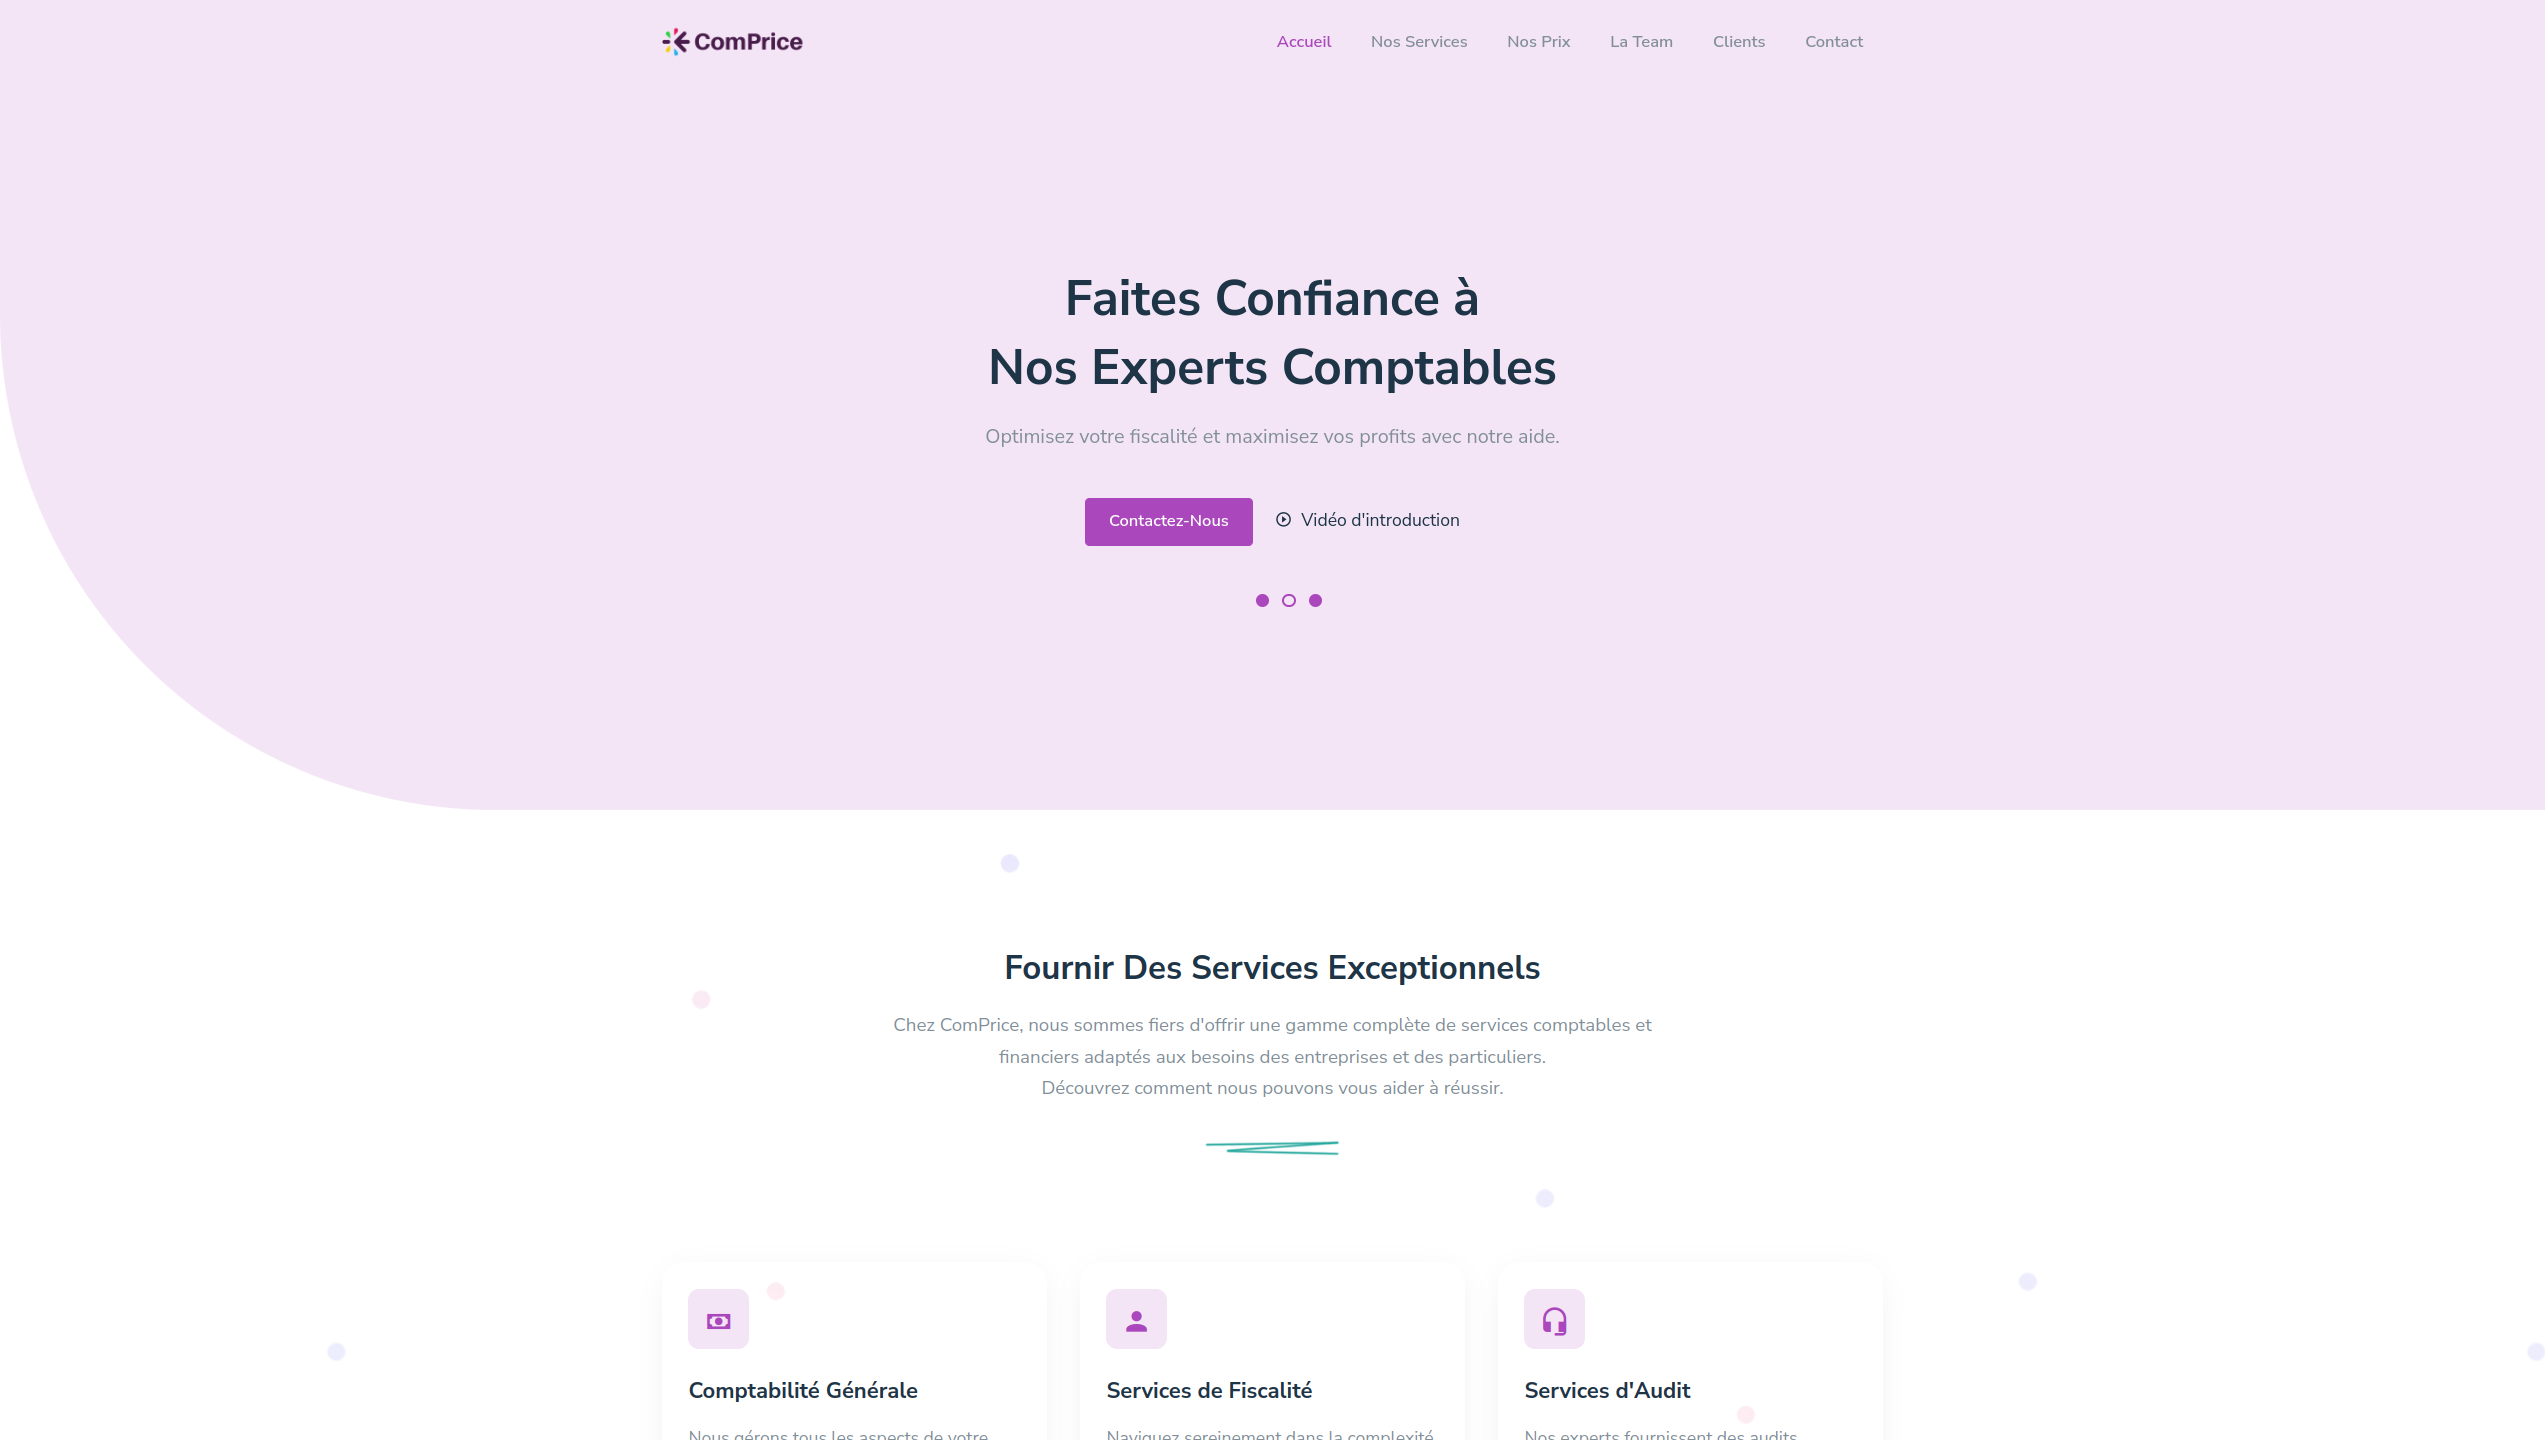 ComPrice
Accueil
Nos Services
Nos Prix
La Team
Clients
Contact
Faites Confiance à
Nos Experts Comptables
Optimisez votre fiscalité et maximisez vos profits avec notre aide.
Contactez-Nous
Vidéo d'introduction
Fournir Des Services Exceptionnels
Chez ComPrice, nous sommes fiers d'offrir une gamme complète de services comptables et
financiers adaptés aux besoins des entreprises et des particuliers.
Découvrez comment nous pouvons vous aider à réussir.
Comptabilité Générale
Nous gérons tous les aspects de votre
Services de Fiscalité
Naviguez sereinement dans la complexité
Services d'Audit
Nos experts fournissent des audits